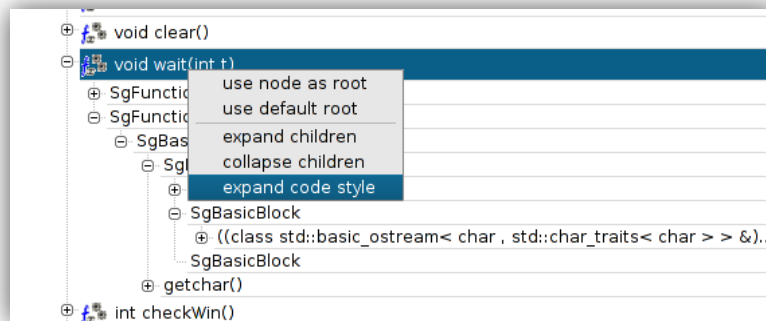 void clear()
void wait(int t)
use node as root
SgFunctio
use default root
SgFunctio
expand children
SgBas
collapse children
SgI
expand code style
SgBasicBlock
((class std::basic_ostream< char , std::char_traits< char > > &)..
SgBasicBlock
getchar()
int checkWin()